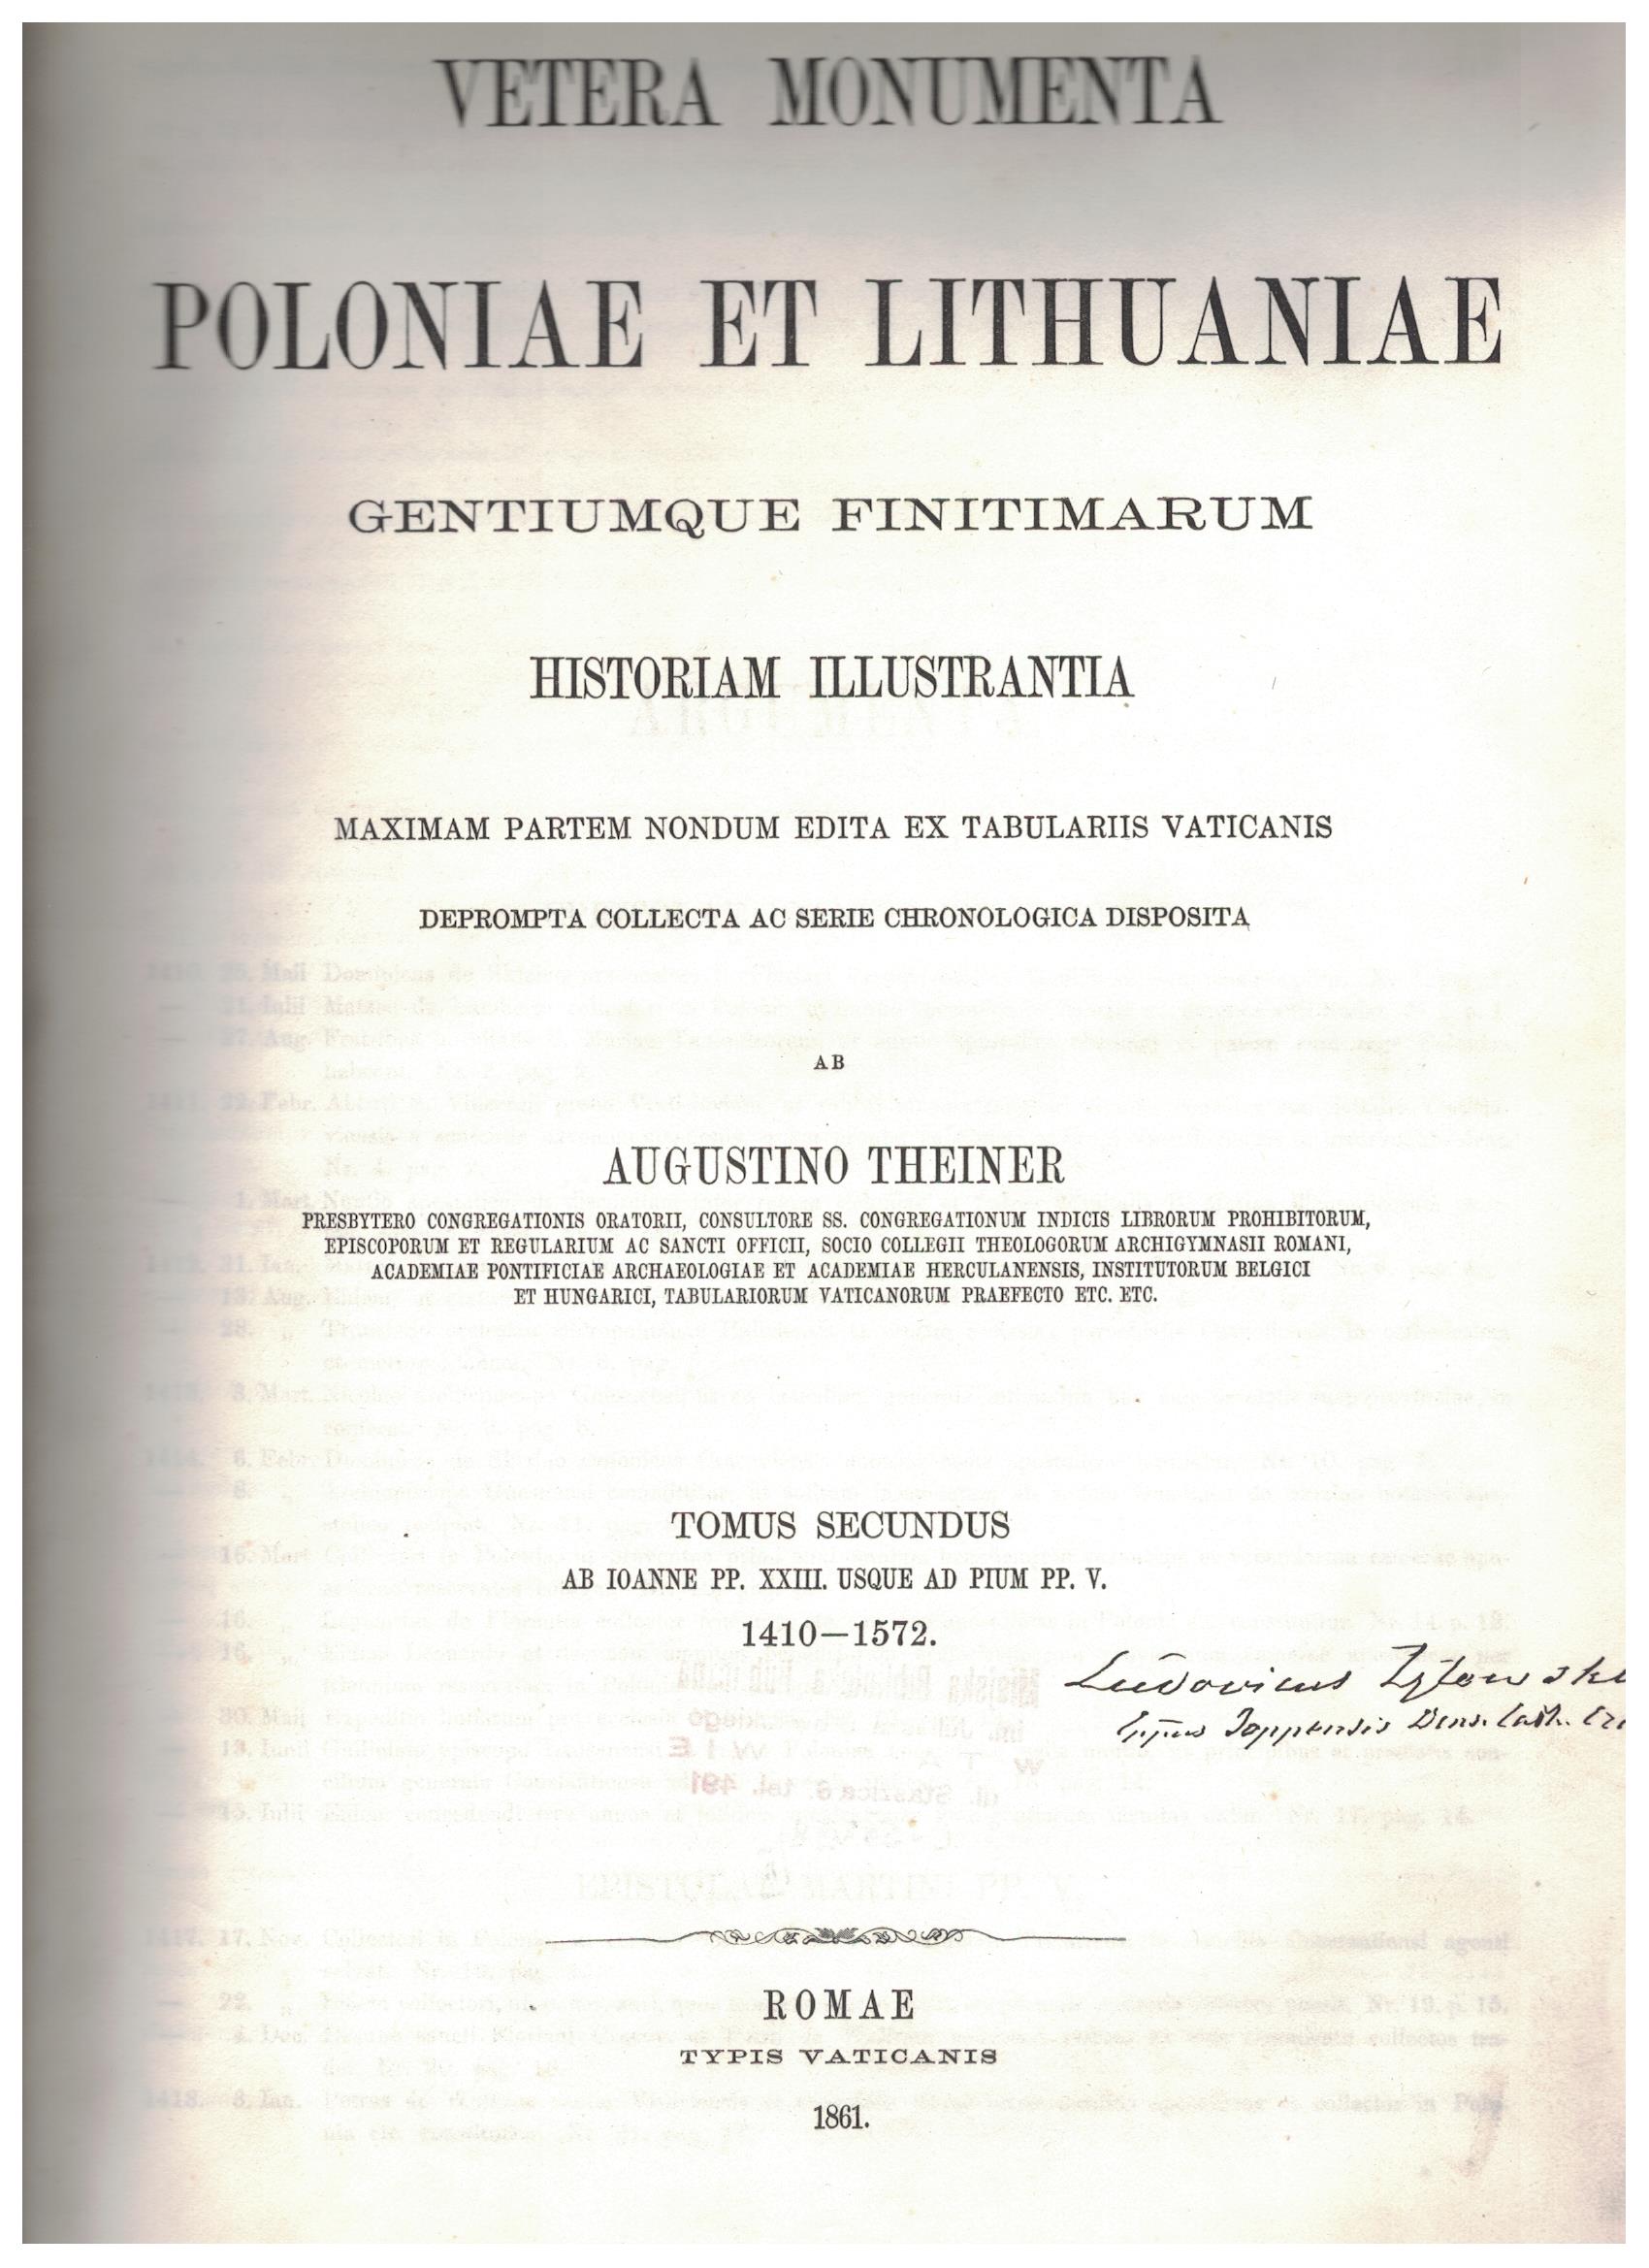 VETERA MONUMENTA
POLONIAE ET LITHUANIAE
GENTIUMQUE FINITIMARUM
HISTORIAM ILLUSTRANTIA
MAXIMAM PARTEM NONDUM EDITA EX TABULARIIS VATICANIS
DEPROMPTA COLLECTA AC SERIE CHRONOLOGICA DISPOSITA
AB
AUGUSTINO THEINER
PRESBYTERO CONGREGATIONIS ORATORII, CONSULTORE SS. CONGREGATIONUM INDICIS LIBRORUM PROHIBITORUM,
EPISCOPORUM ET REGULARIUM AC SANCTI OFFICII, SOCIO COLLEGII THEOLOGORUM ARCHIGYMNASII ROMANI,
ACADEMIAE PONTIFICIAE ARCHAEOLOGIAE ET ACADEMIAE HERCULANENSIS, INSTITUTORUM BELGICI
ET HUNGARICI, TABULARIORUM VATICANORUM PRAEFECTO ETC. ETC.
TOMUS SECUNDUS
AB IOANNE PP. XXIII. USQUE AD PIUM PP. V.
1410—1572.
Ludovicus
Joppensis
ROMAE
TYPIS VATICANIS
1861.